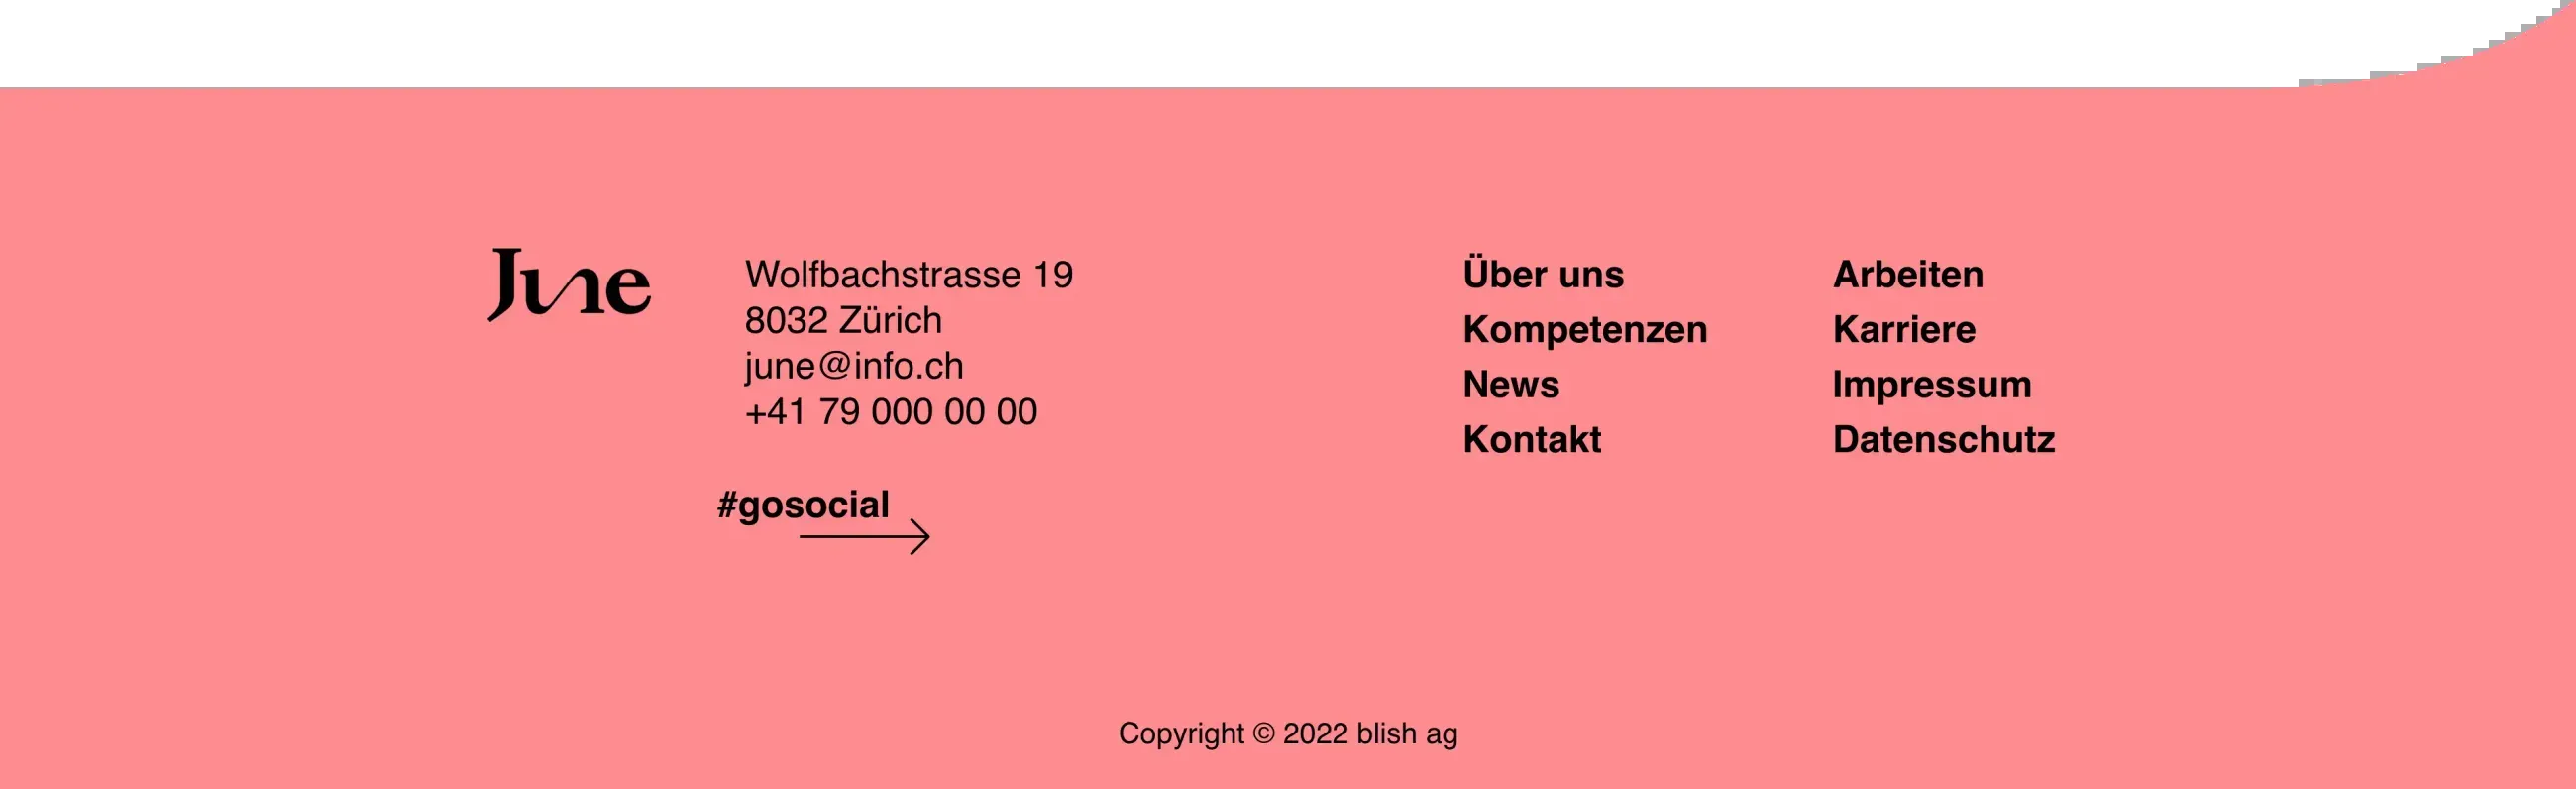 June
Wolfbachstrasse 19
8032 Zürich
june@info.ch
+41 79 000 00 00
#gosocial
Über uns
Kompetenzen
News
Kontakt
Arbeiten
Karriere
Impressum
Datenschutz
Copyright © 2022 blish ag